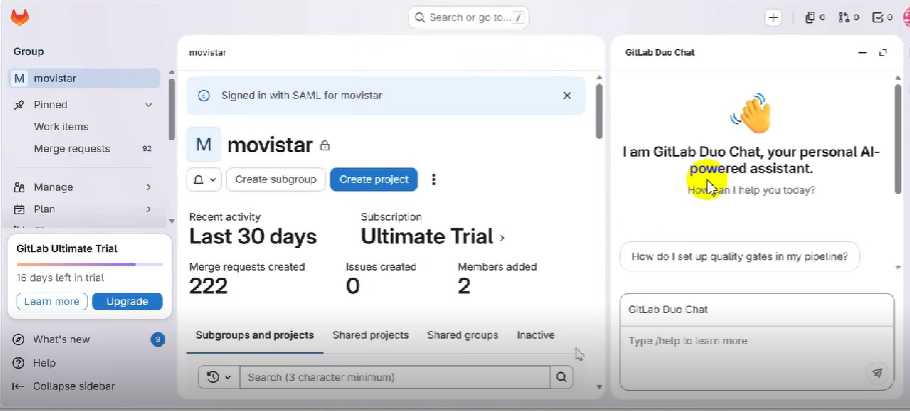 Search or go to... /
0
0
0
Group
M movistar
Pinned
Work items
Merge requests 92
Manage
Plan
GitLab Ultimate Trial
16 days left in trial
Learn more
Upgrade
What's new 9
Help
Collapse sidebar
movistar
Signed in with SAML for movistar
M movistar
Create subgroup
Create project
Recent activity
Last 30 days
Subscription
Ultimate Trial
Merge requests created
222
Issues created
0
Members added
2
Subgroups and projects
Shared projects
Shared groups
Inactive
Search (3 character minimum)
GitLab Duo Chat
I am GitLab Duo Chat, your personal AI-
powered assistant.
How can I help you today?
How do I set up quality gates in my pipeline?
GitLab Duo Chat
Type /help to learn more